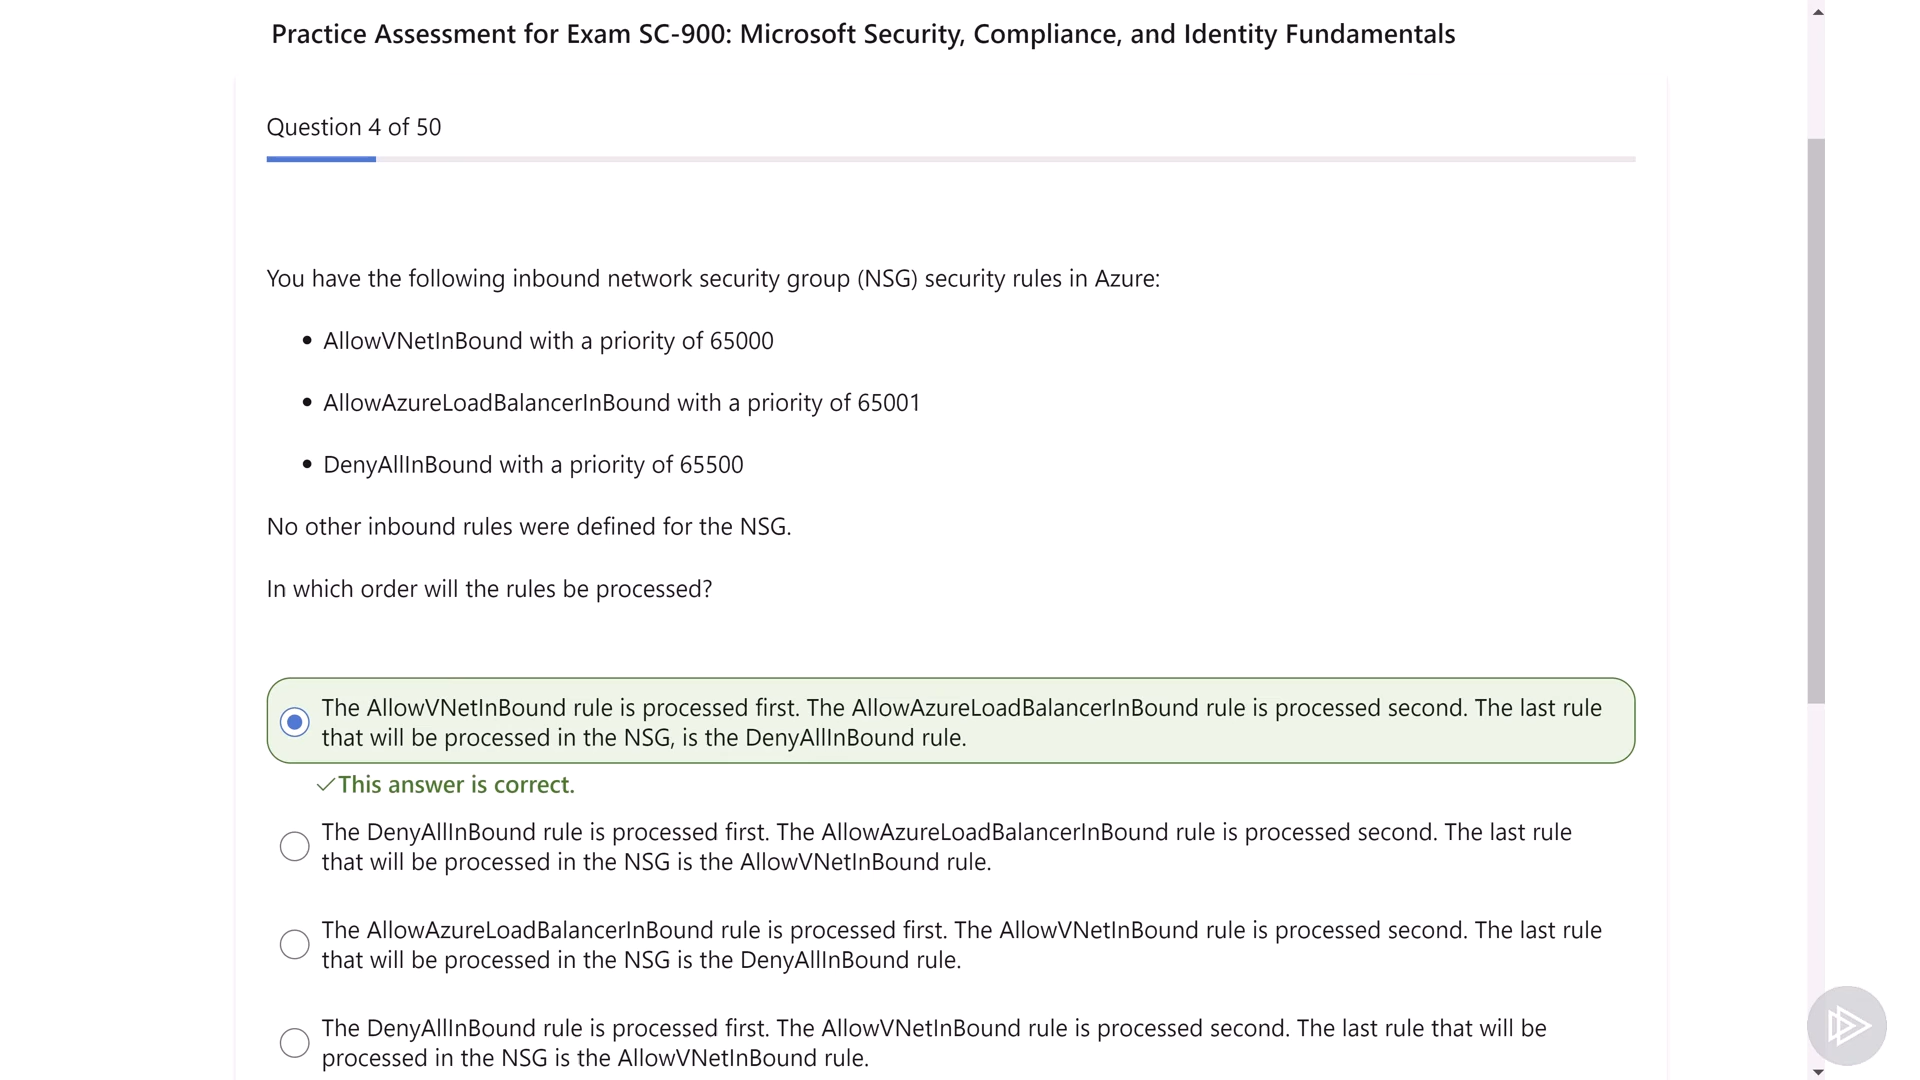 Practice Assessment for Exam SC-900: Microsoft Security, Compliance, and Identity Fundamentals
Question 4 of 50
You have the following inbound network security group (NSG) security rules in Azure:
• AllowVNetInBound with a priority of 65000
• AllowAzureLoadBalancerInBound with a priority of 65001
• DenyAllInBound with a priority of 65500
No other inbound rules were defined for the NSG.
In which order will the rules be processed?
The AllowVNetInBound rule is processed first. The AllowAzureLoadBalancerInBound rule is processed second. The last rule
that will be processed in the NSG, is the DenyAllInBound rule.
✓This answer is correct.
The DenyAllInBound rule is processed first. The AllowAzureLoadBalancerInBound rule is processed second. The last rule
that will be processed in the NSG is the AllowVNetInBound rule.
The AllowAzureLoadBalancerInBound rule is processed first. The AllowVNetInBound rule is processed second. The last rule
that will be processed in the NSG is the DenyAllInBound rule.
The DenyAllInBound rule is processed first. The AllowVNetInBound rule is processed second. The last rule that will be
processed in the NSG is the AllowVNetInBound rule.